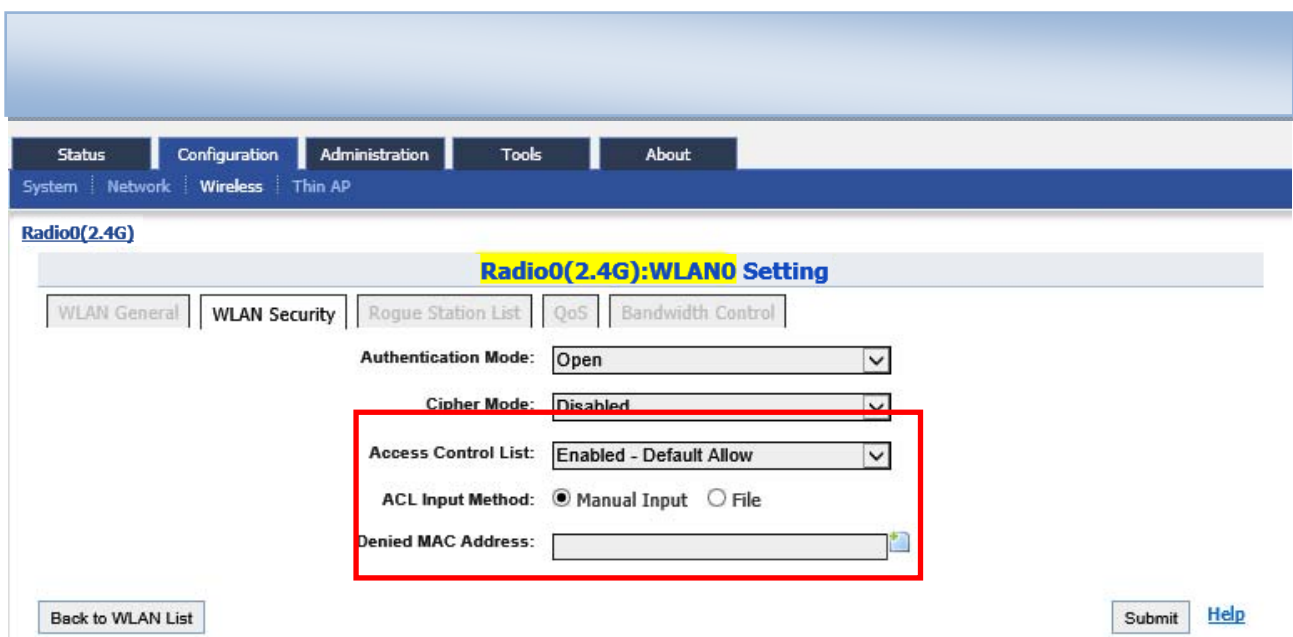 Status Configuration Administration Tools About
System Network Wireless Thin AP
Radio0(2.4G)
Radio0(2.4G):WLAN0 Setting
WLAN General WLAN Security Rogue Station List QoS Bandwidth Control
Authentication Mode: Open
Cipher Mode: Disabled
Access Control List: Enabled - Default Allow
ACL Input Method: Manual Input File
Denied MAC Address:
Back to WLAN List Submit Help